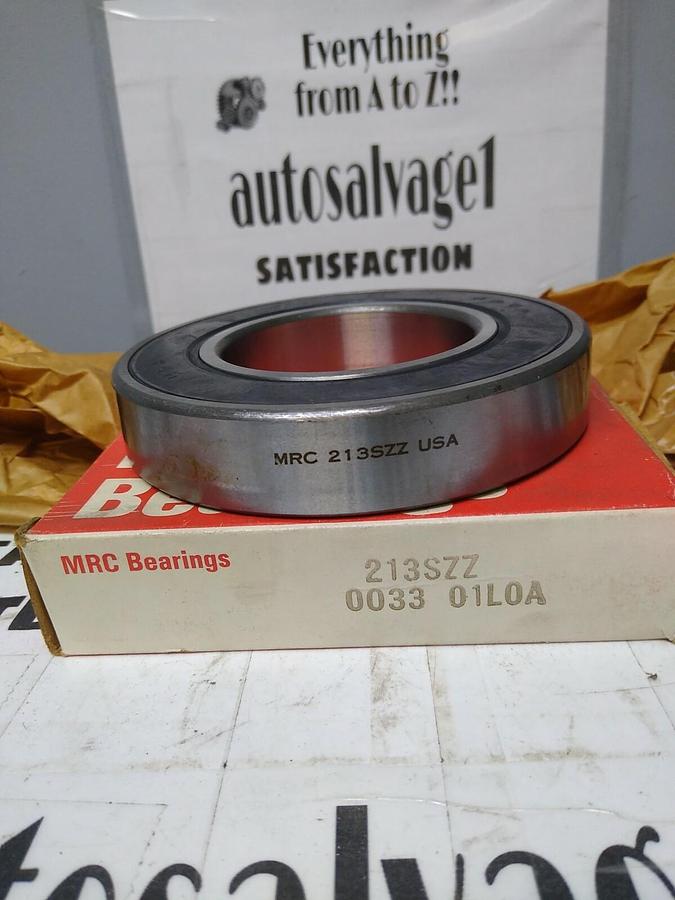 Everything
from A to Z!!
autosalvage1
SATISFACTION
MRC 213SZZ USA
MRC Bearings
213SZZ
0033 01L0A